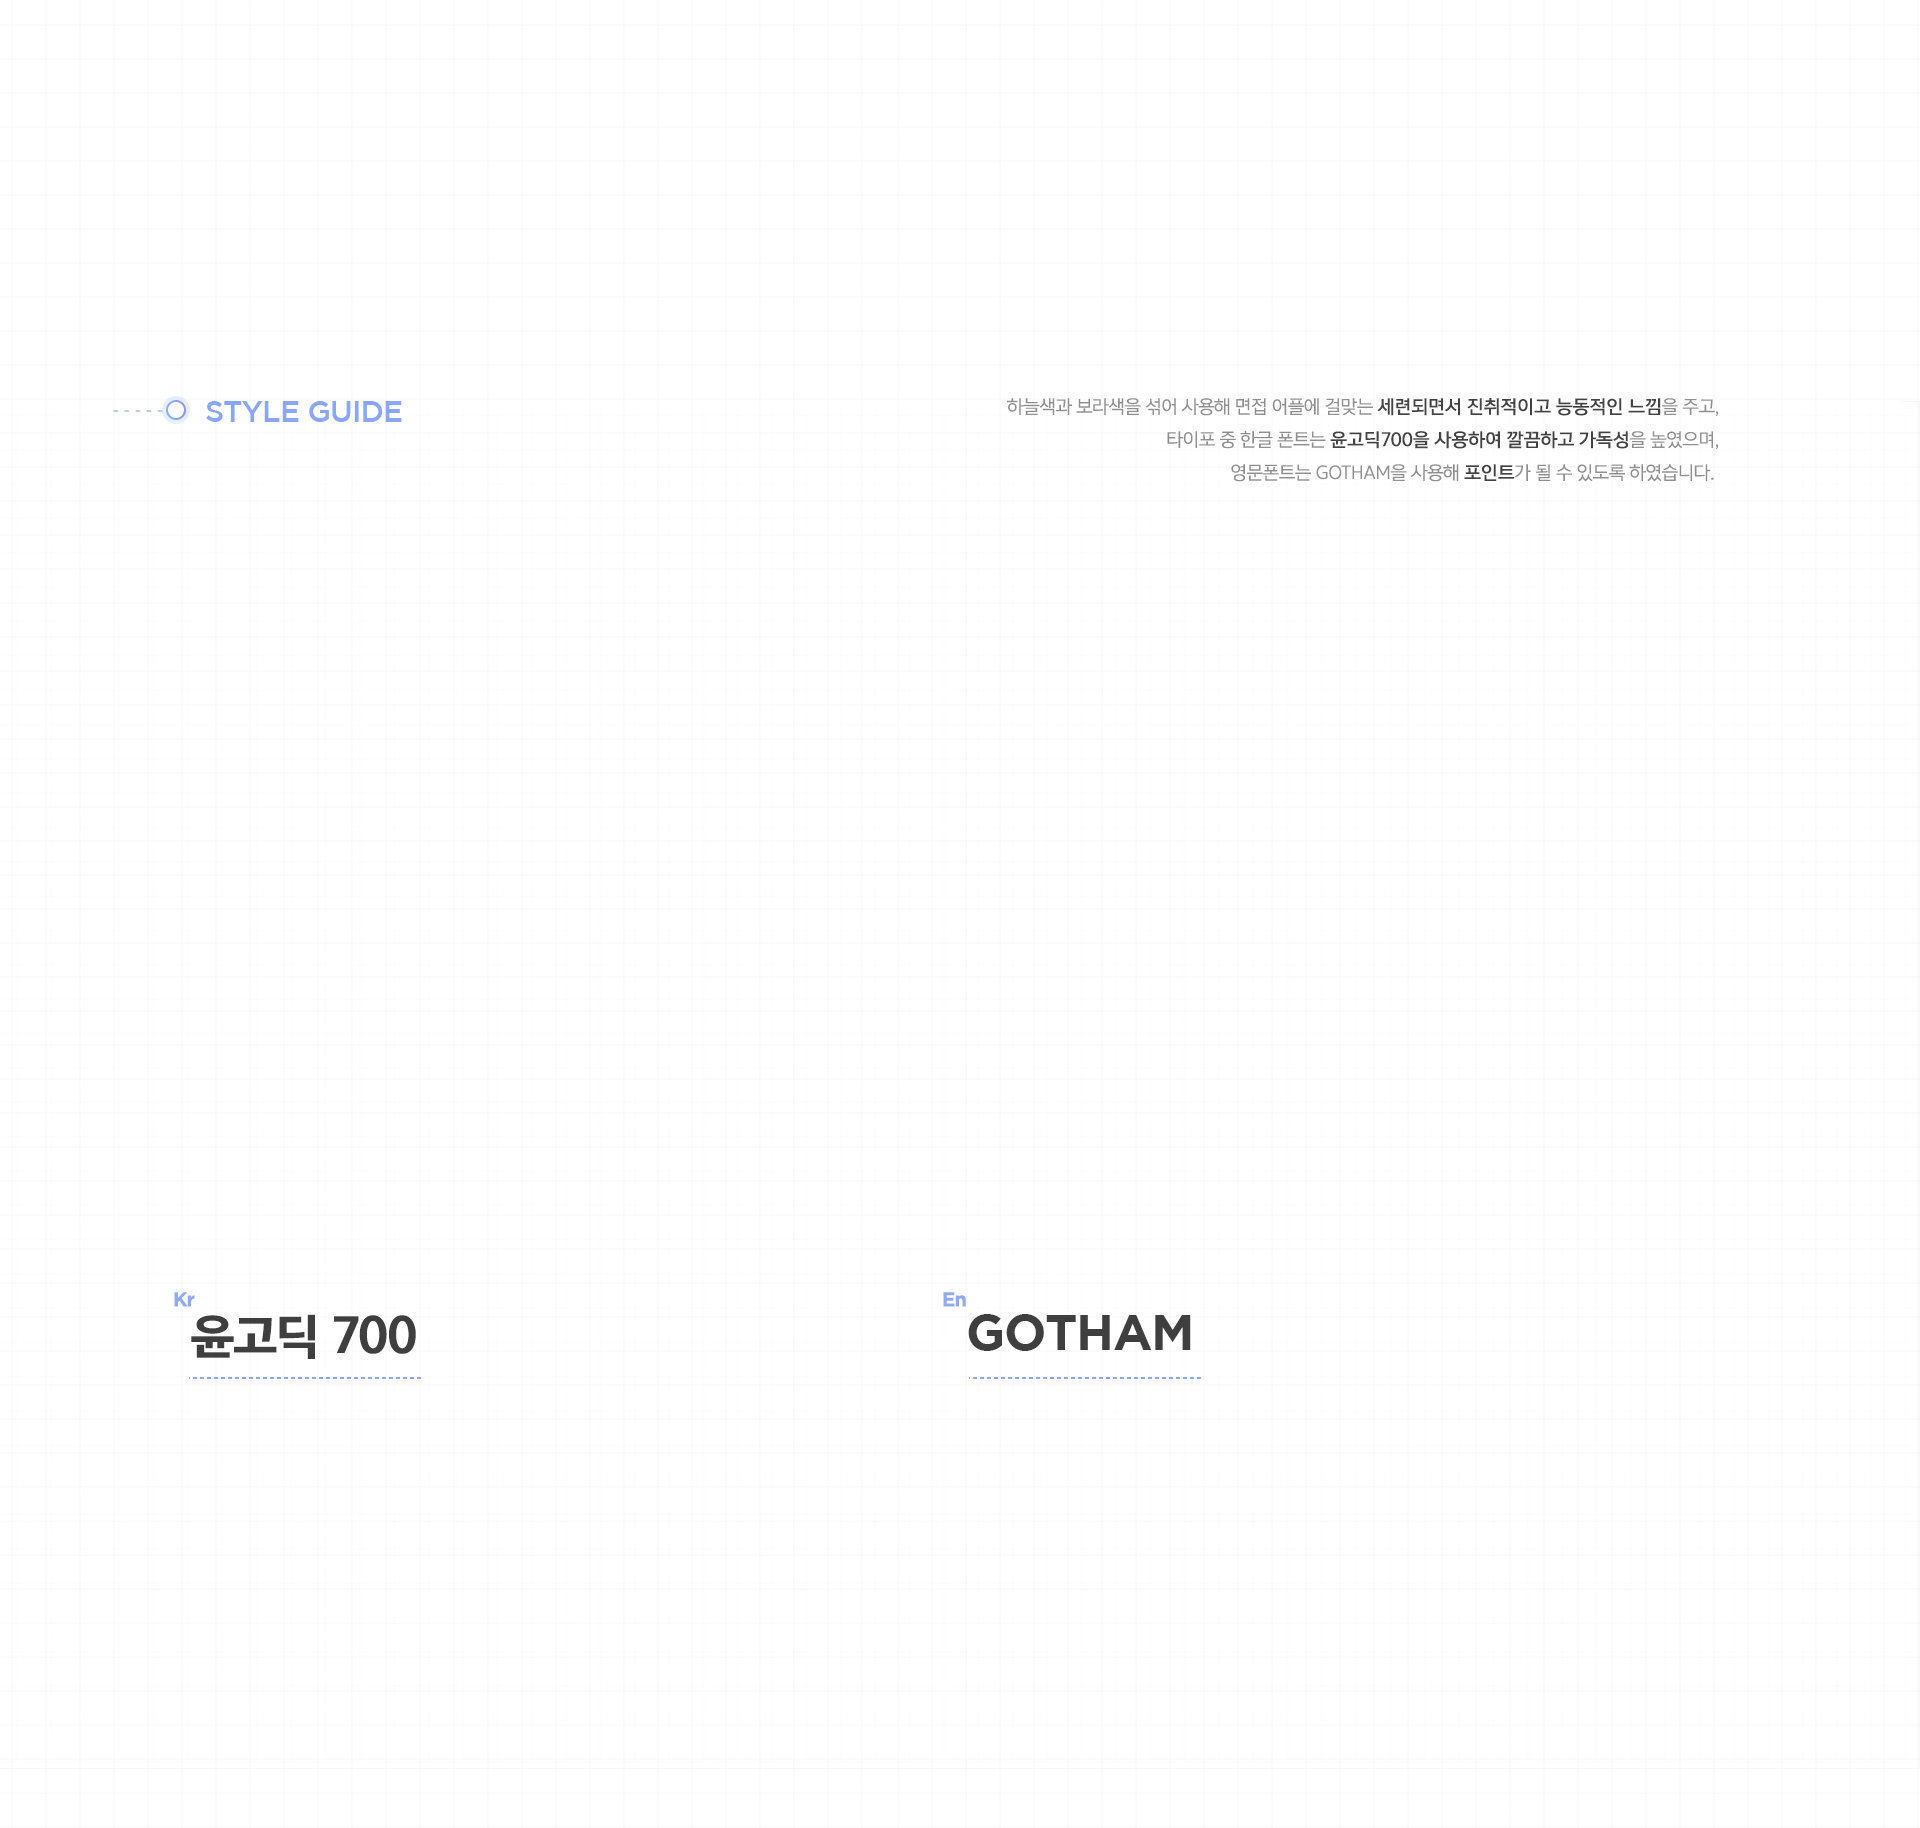 STYLE GUIDE
하늘색과 보라색을 섞어 사용해 면접 어플에 걸맞는 세련되면서 진취적이고 능동적인 느낌을 주고,
타이포 중 한글 폰트는 윤고딕700을 사용하여 깔끔하고 가독성을 높였으며,
영문폰트는 GOTHAM을 사용해 포인트가 될 수 있도록 하였습니다.
Kr
윤고딕 700
En
GOTHAM